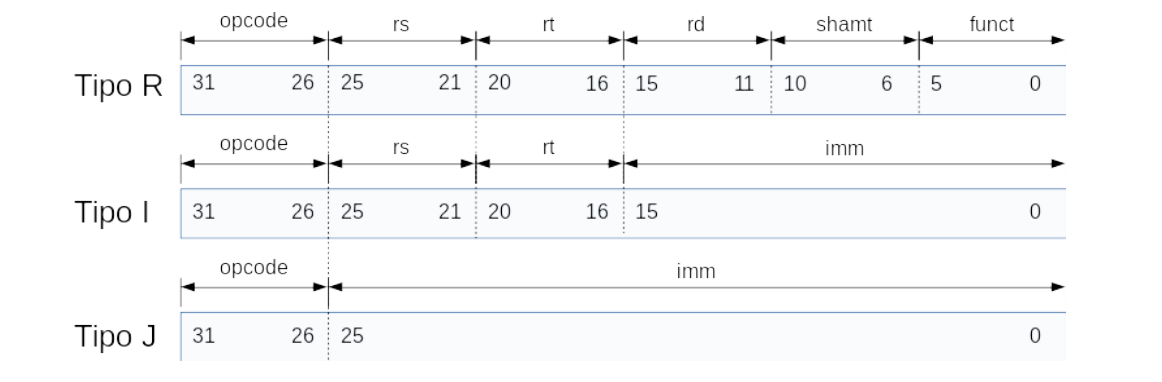 opcode rs rt rd shamt funct
Tipo R 31 26 25 21 20 16 15 11 10 6 5 0
opcode rs rt imm
Tipo I 31 26 25 21 20 16 15 0
opcode imm
Tipo J 31 26 25 0